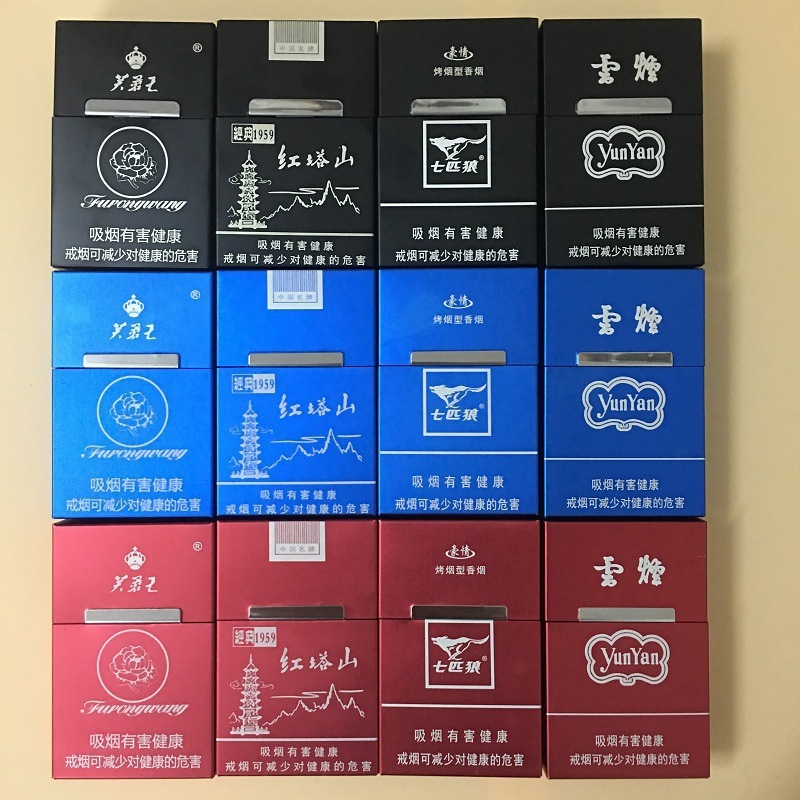 芙蓉王
®
Furongwang
吸烟有害健康
戒烟可减少对健康的危害
中国名牌
經典1959
红塔山
吸烟有害健康
戒烟可减少对健康的危害
豪情
烤烟型香烟
七匹狼®
吸烟有害健康
戒烟可减少对健康的危害
雲煙
YunYan
吸烟有害健康
戒烟可减少对健康的危害
芙蓉王
®
Furongwang
吸烟有害健康
戒烟可减少对健康的危害
中国名牌
經典1959
红塔山
吸烟有害健康
戒烟可减少对健康的危害
豪情
烤烟型香烟
七匹狼®
吸烟有害健康
戒烟可减少对健康的危害
雲煙
YunYan
吸烟有害健康
戒烟可减少对健康的危害
芙蓉王
®
Furongwang
吸烟有害健康
戒烟可减少对健康的危害
中国名牌
經典1959
红塔山
吸烟有害健康
戒烟可减少对健康的危害
豪情
烤烟型香烟
七匹狼®
吸烟有害健康
戒烟可减少对健康的危害
雲煙
YunYan
吸烟有害健康
戒烟可减少对健康的危害